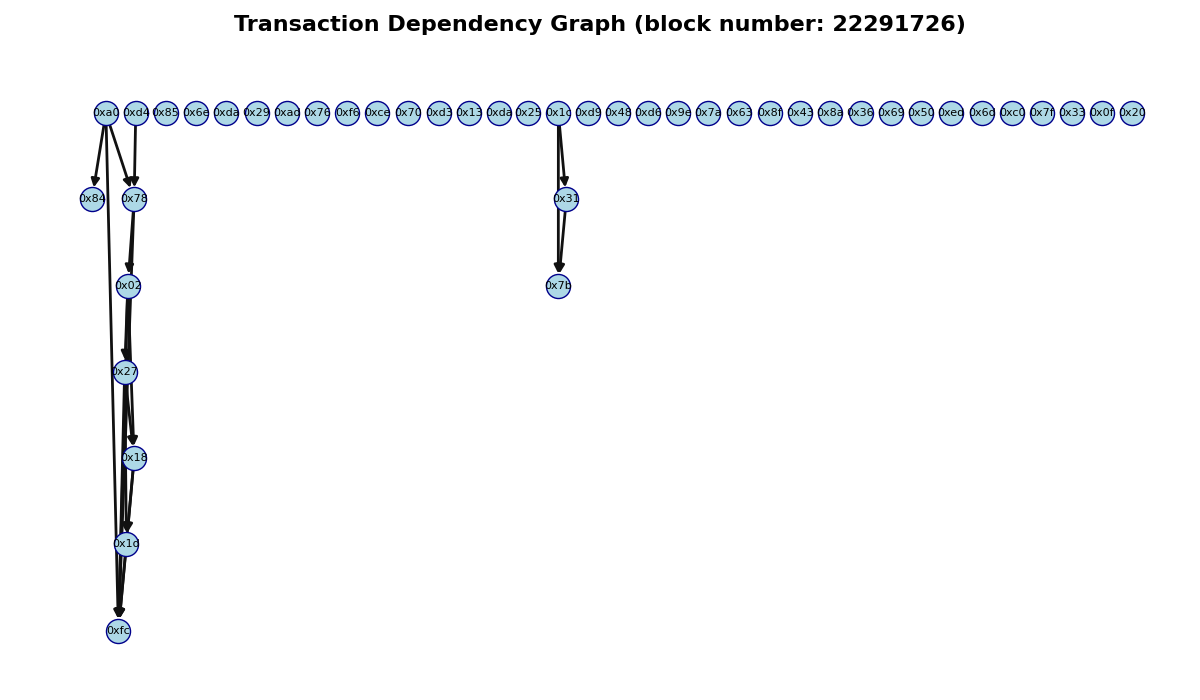 Transaction Dependency Graph (block number: 22291726)
0xa0 0xd4 0x85 0x6e 0xda 0x29 0xad 0x76 0xf6 0xce 0x70 0xd3 0x13 0xda 0x25 0x1c 0xd9 0x48 0xd6 0x9e 0x7a 0x63 0x8f 0x43 0x8a 0x36 0x69 0x50 0xed 0x6d 0xc0 0x7f 0x33 0x0f 0x20
0x84 0x78 0x31
0x02 0x7b
0x27
0x18
0x1d
0xfc